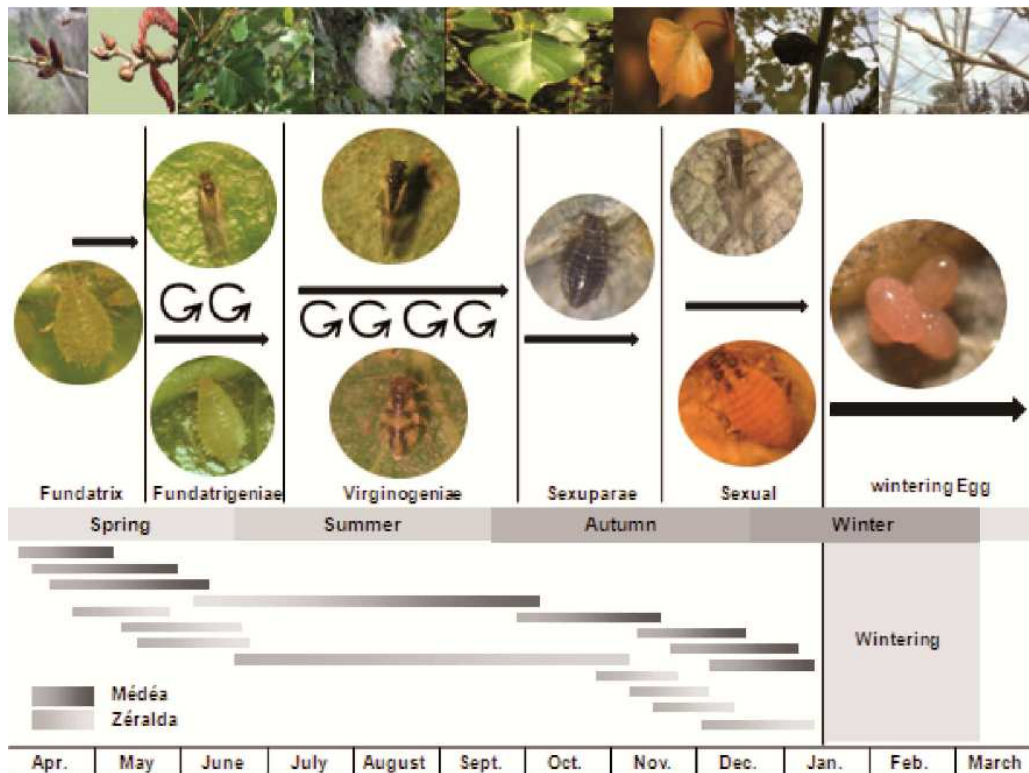 Fundatrix Fundatrigeniae Virginogeniae Sexuparae Sexual wintering Egg
Spring Summer Autumn Winter
Wintering
Médéa
Zéralda
Apr. May June July August Sept. Oct. Nov. Dec. Jan. Feb. March